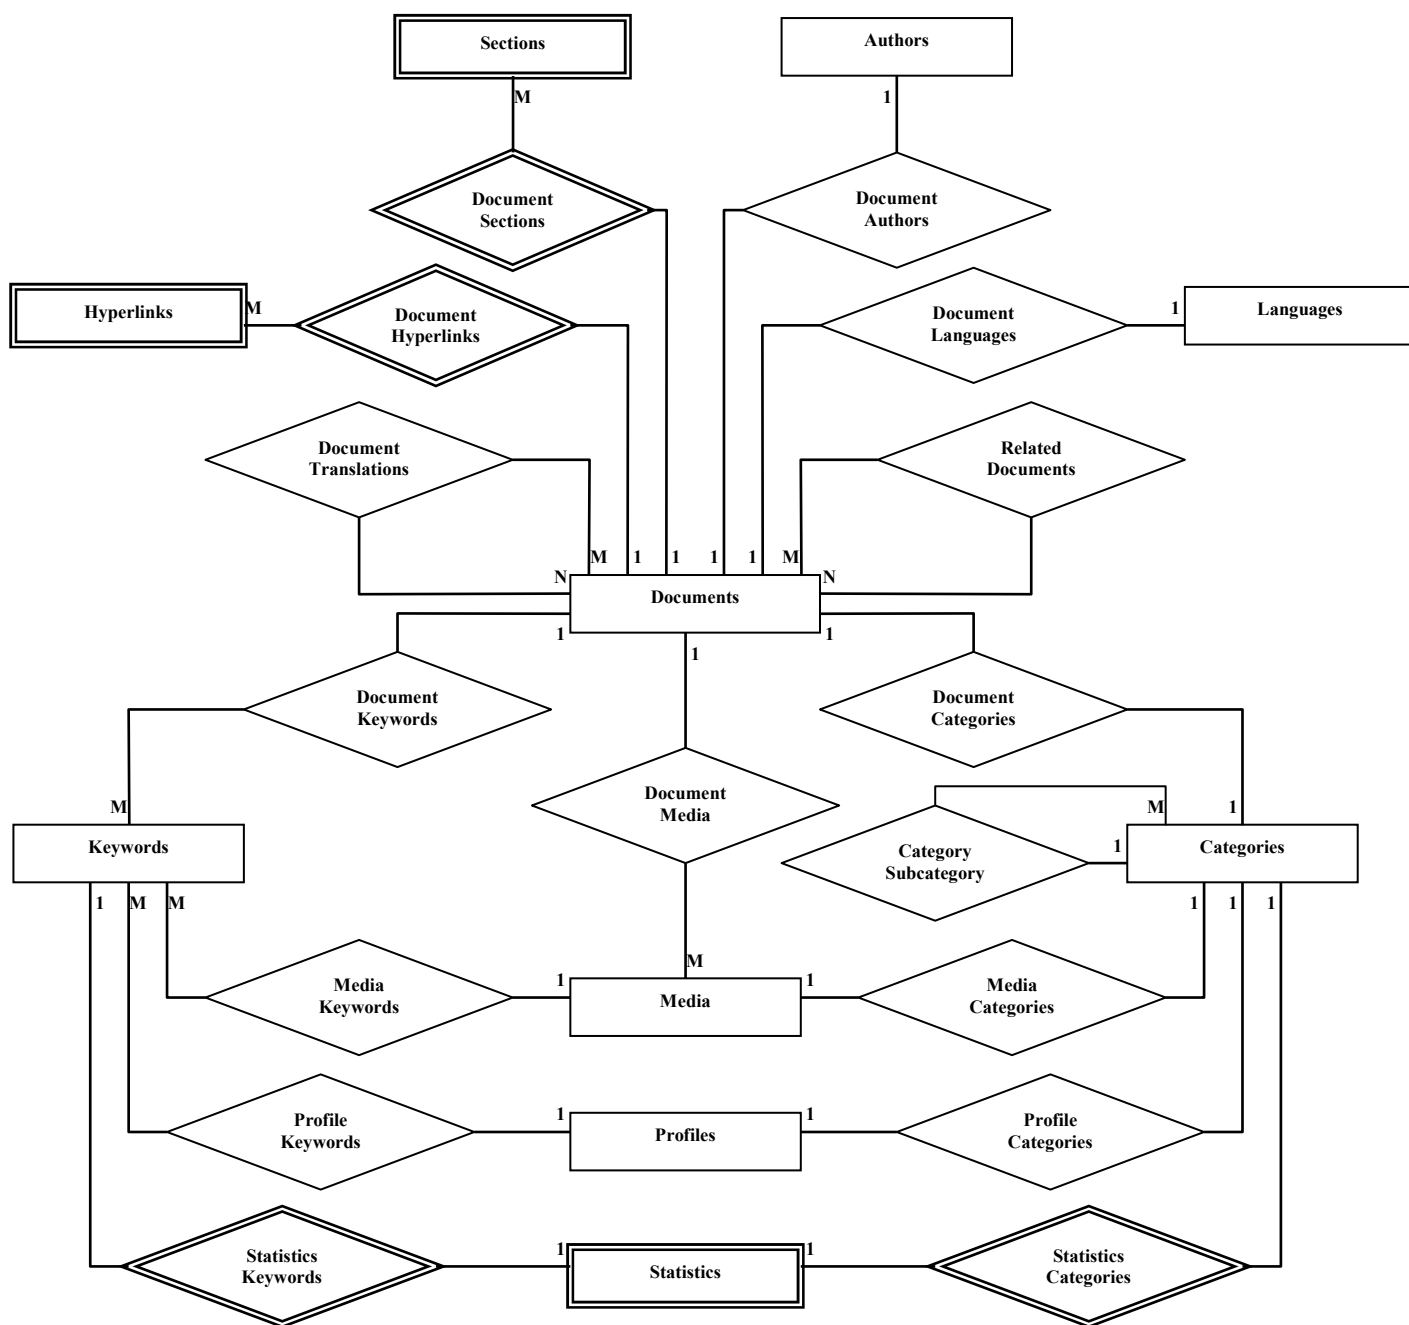 Sections
Authors
M
1
Document
Sections
Document
Authors
Hyperlinks
M
Document
Hyperlinks
Document
Languages
1
Languages
Document
Translations
Related
Documents
M
1
1
1
1
M
N
N
Documents
1
1
1
Document
Keywords
Document
Categories
Document
Media
M
M
1
Keywords
Category
Subcategory
1
Categories
1
M
M
1
1
1
Media
Keywords
1
M
Media
1
Media
Categories
Profile
Keywords
1
Profiles
1
Profile
Categories
Statistics
Keywords
1
Statistics
1
Statistics
Categories